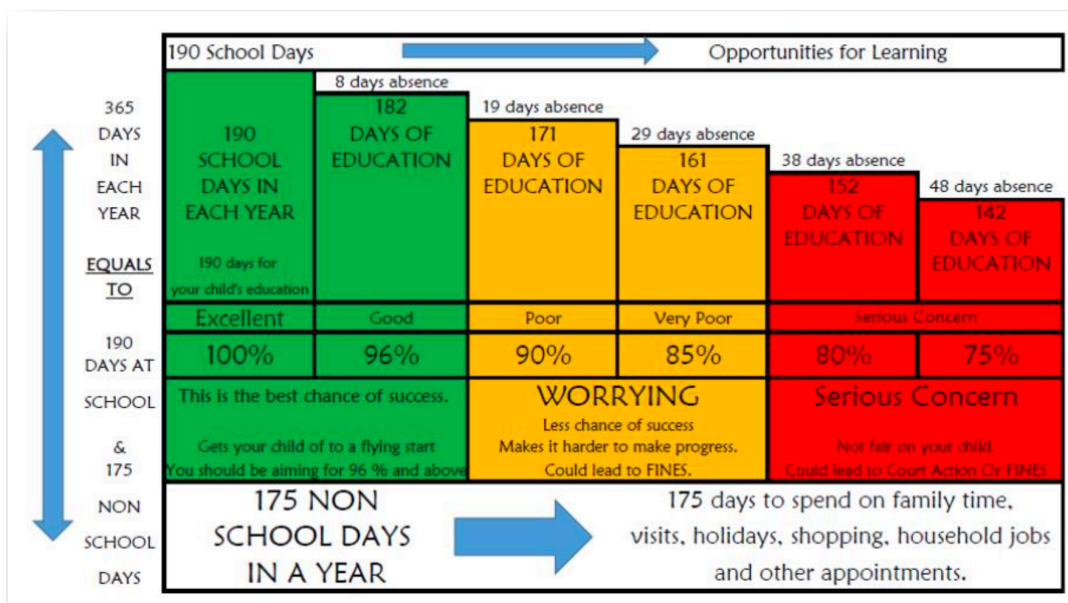 190 School Days
Opportunities for Learning
365
DAYS
IN
EACH
YEAR
EQUALS
TO
190
DAYS AT
SCHOOL
&
175
NON
SCHOOL
DAYS
190
SCHOOL
DAYS IN
EACH YEAR
190 days for
your child's education
8 days absence
182
DAYS OF
EDUCATION
19 days absence
171
DAYS OF
EDUCATION
29 days absence
161
DAYS OF
EDUCATION
38 days absence
152
DAYS OF
EDUCATION
48 days absence
142
DAYS OF
EDUCATION
Excellent
Good
Poor
Very Poor
Serious Concern
100%
96%
90%
85%
80%
75%
This is the best chance of success.
Gets your child of to a flying start
You should be aiming for 96 % and above
WORRYING
Less chance of success
Makes it harder to make progress.
Could lead to FINES.
Serious Concern
Not fair on your child.
Could lead to Court Action Or FINES
175 NON
SCHOOL DAYS
IN A YEAR
175 days to spend on family time,
visits, holidays, shopping, household jobs
and other appointments.